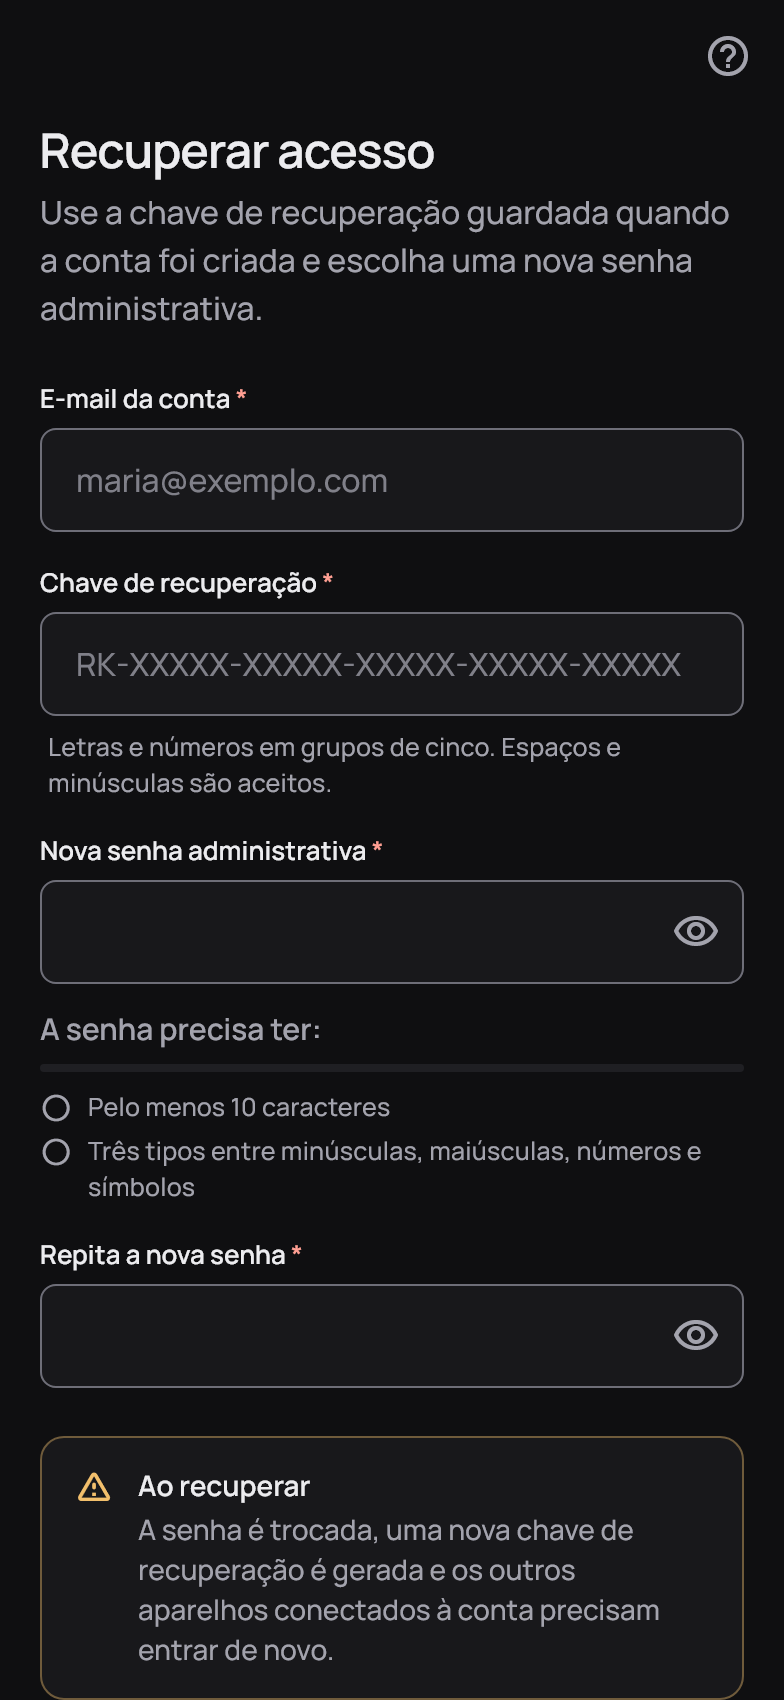 Recuperar acesso
Use a chave de recuperação guardada quando
a conta foi criada e escolha uma nova senha
administrativa.
E-mail da conta *
maria@exemplo.com
Chave de recuperação *
RK-XXXXX-XXXXX-XXXXX-XXXXX-XXXXX
Letras e números em grupos de cinco. Espaços e
minúsculas são aceitos.
Nova senha administrativa *
A senha precisa ter:
Pelo menos 10 caracteres
Três tipos entre minúsculas, maiúsculas, números e
símbolos
Repita a nova senha *
Ao recuperar
A senha é trocada, uma nova chave de
recuperação é gerada e os outros
aparelhos conectados à conta precisam
entrar de novo.